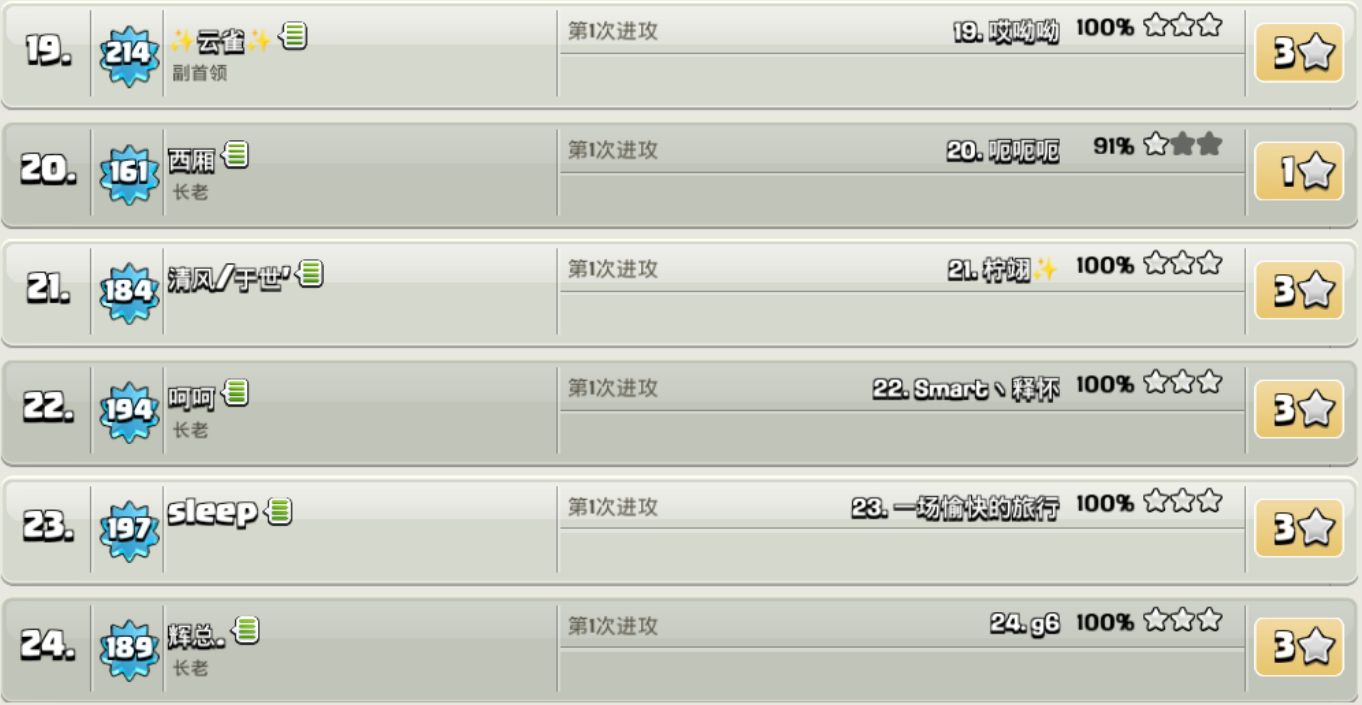 19. 214 ✨云雀✨ 第1次进攻 19. 哎呦呦 100% 3
副首领
20. 161 西厢 第1次进攻 20. 呃呃呃 91% 1
长老
21. 184 清风/于世' 第1次进攻 21. 柠翊✨ 100% 3
22. 194 呵呵 第1次进攻 22. Smart丶释怀 100% 3
长老
23. 197 sleep 第1次进攻 23. 一场愉快的旅行 100% 3
24. 189 辉总. 第1次进攻 24. g6 100% 3
长老